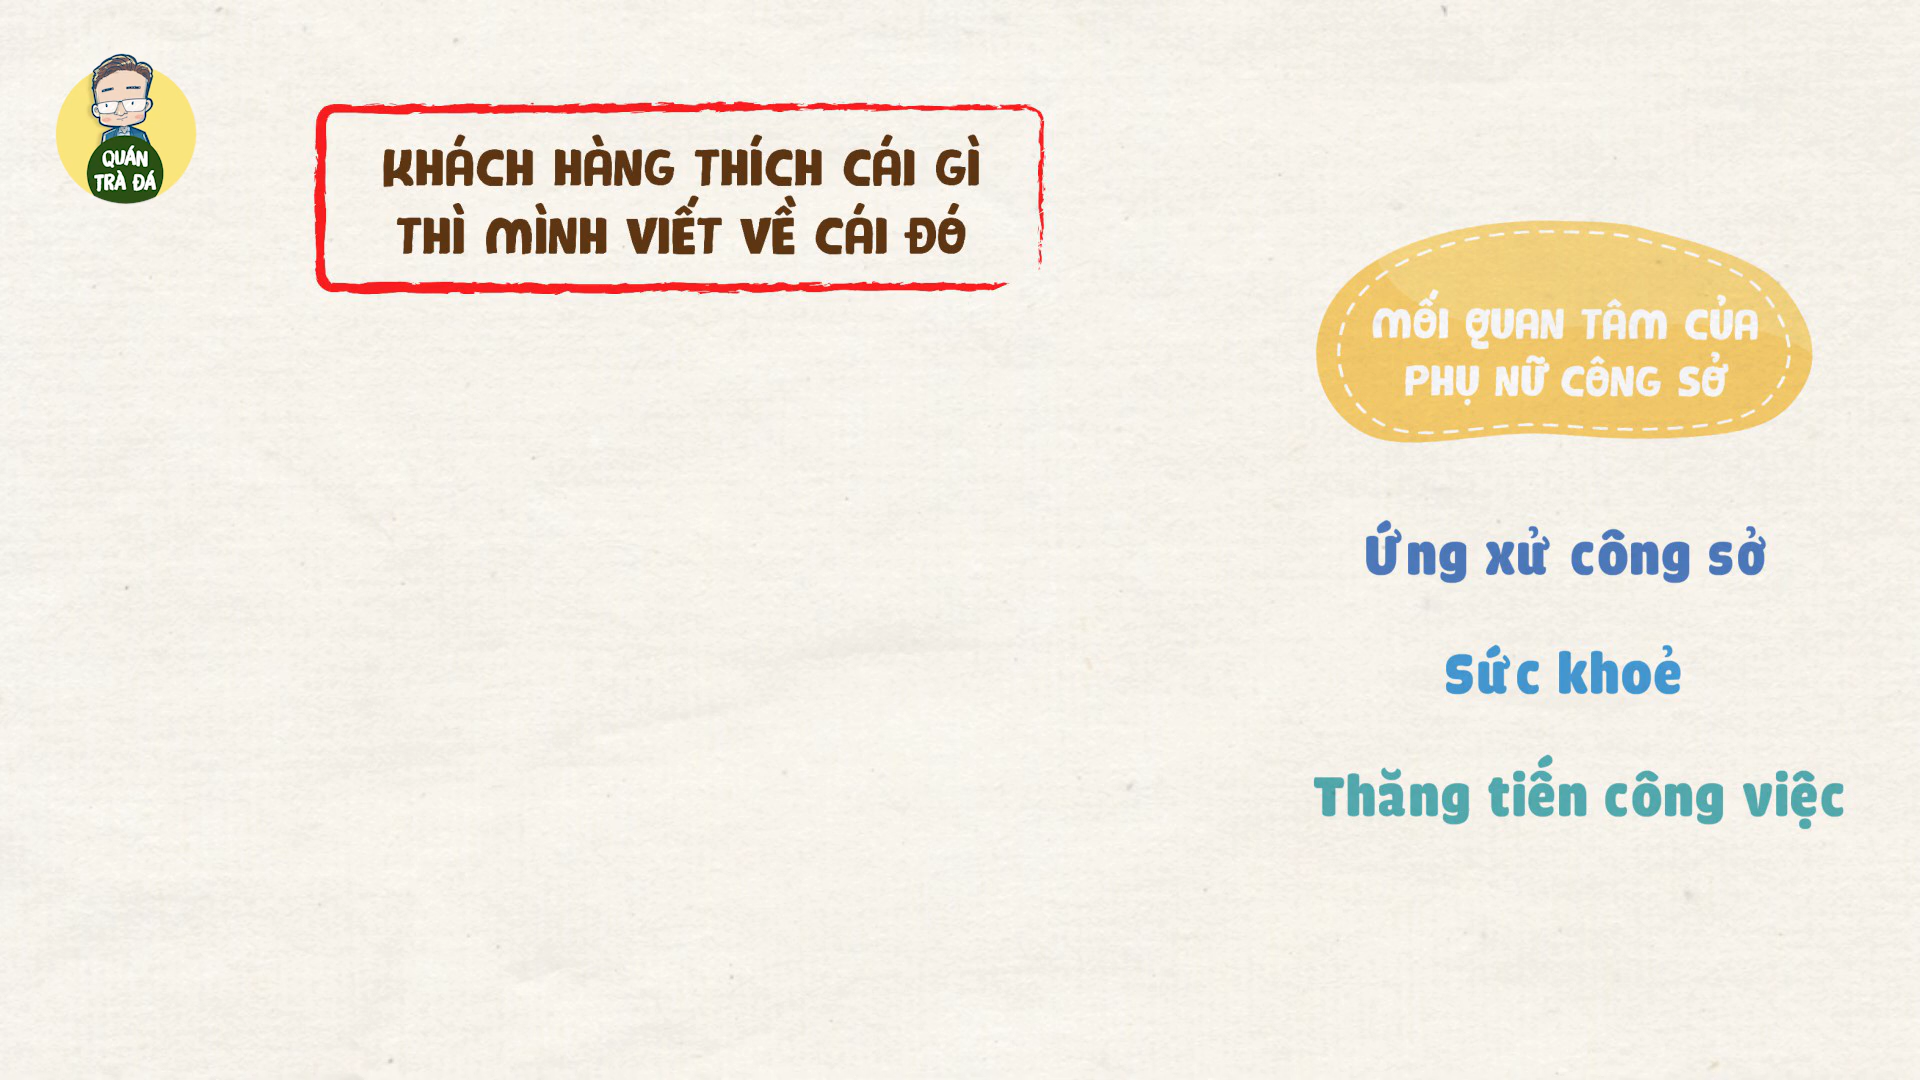 QUÁN
TRÀ ĐÁ
KHÁCH HÀNG THÍCH CÁI GÌ
THÌ MÌNH VIẾT VỀ CÁI ĐÓ
MỐI QUAN TÂM CỦA
PHỤ NỮ CÔNG SỞ
Ứng xử công sở
Sức khoẻ
Thăng tiến công việc